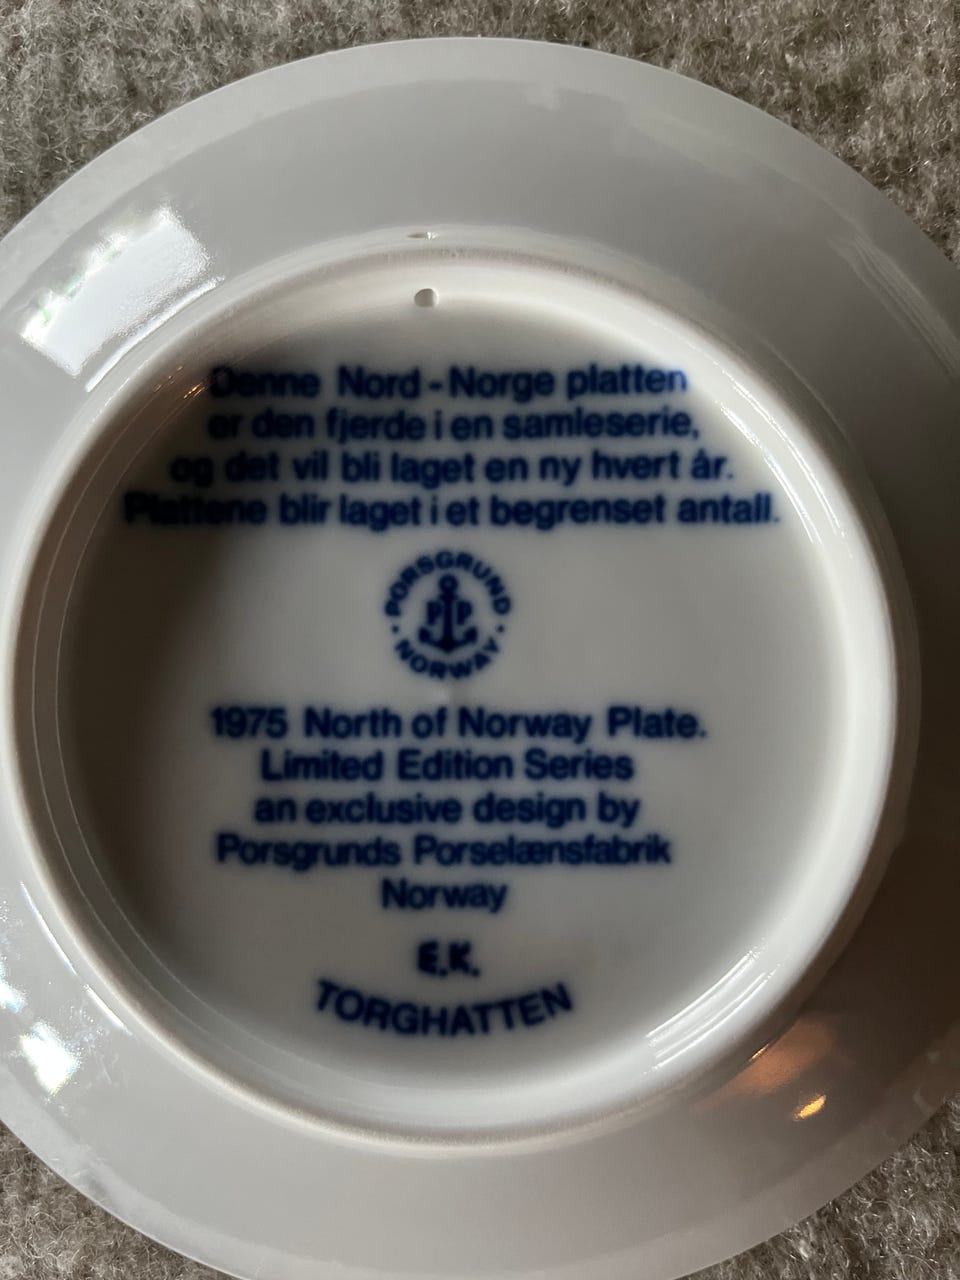 Denne Nord-Norge platten
er den fjerde i en samleserie,
og det vil bli laget en ny hvert år.
Plattene blir laget i et begrenset antall.
PORSGRUND
PP
· NORWAY ·
1975 North of Norway Plate.
Limited Edition Series
an exclusive design by
Porsgrunds Porselænsfabrik
Norway
E.K.
TORGHATTEN